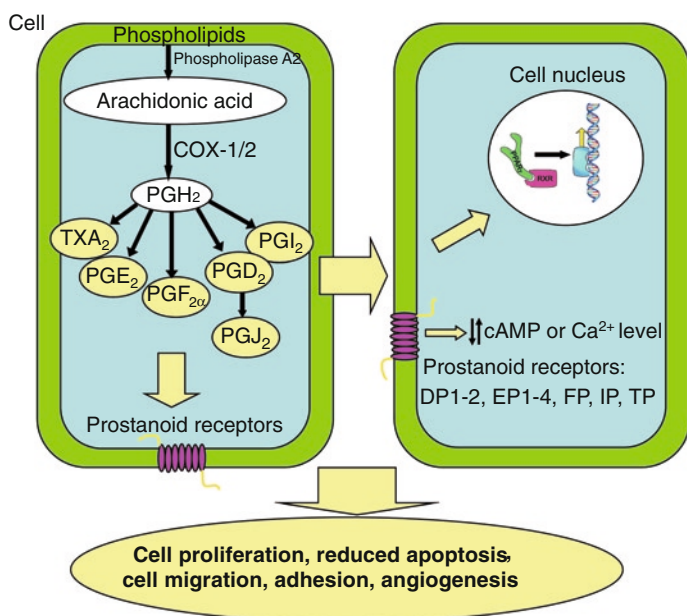 Cell
Phospholipids
Phospholipase A2
Arachidonic acid
COX-1/2
PGH₂
TXA₂
PGE₂
PGF₂α
PGD₂
PGI₂
PGJ₂
Prostanoid receptors
Cell nucleus
RXR
cAMP or Ca²⁺ level
Prostanoid receptors:
DP1-2, EP1-4, FP, IP, TP
Cell proliferation, reduced apoptosis,
cell migration, adhesion, angiogenesis